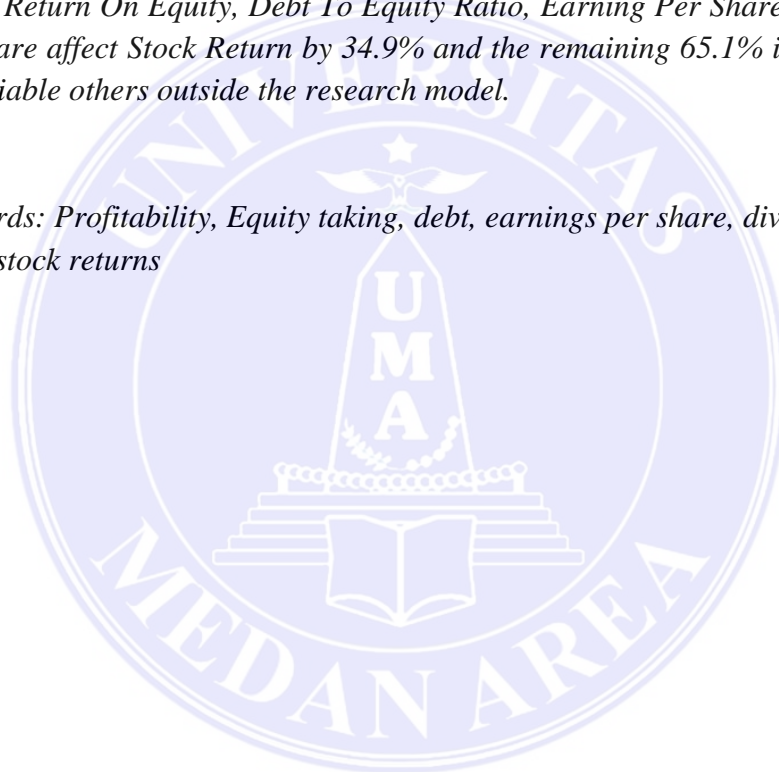 Return On Equity, Debt To Equity Ratio, Earning Per Share
are affect Stock Return by 34.9% and the remaining 65.1% i
iable others outside the research model.
rds: Profitability, Equity taking, debt, earnings per share, div
stock returns
UNIVERSITAS
UMA
MEDAN AREA